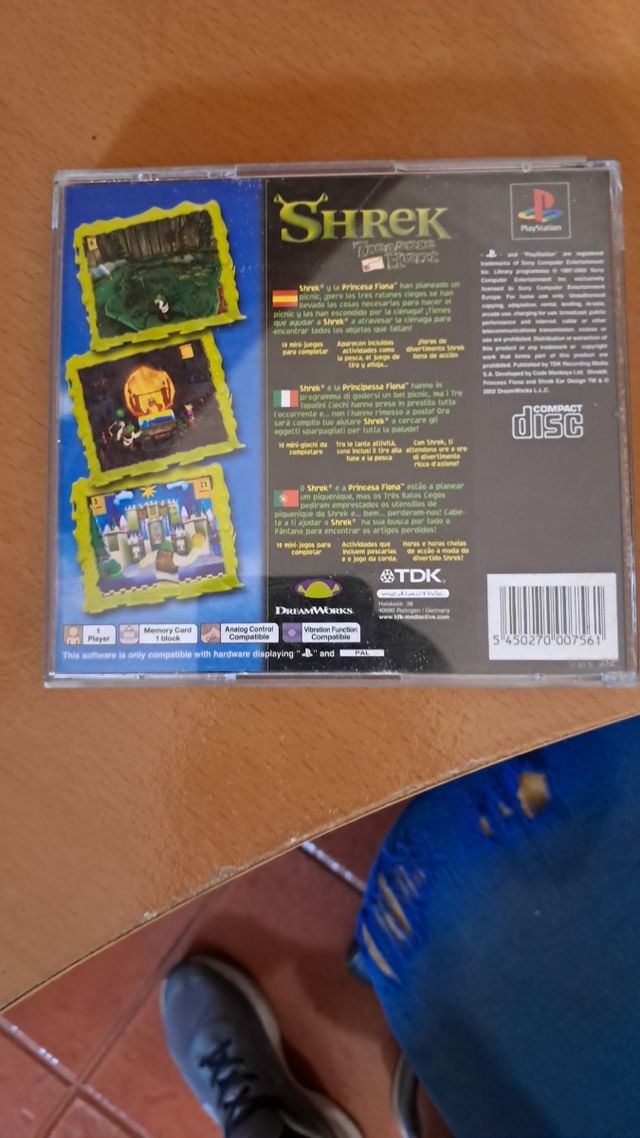 SHREK
Treasure
Hunt
PlayStation
Shrek® y la Princesa Fiona™ han planeado un
picnic, ¡pero los tres ratones ciegos se han
llevado las cosas necesarias para hacer el
picnic y las han escondido por la ciénaga! ¡Tienes
que ayudar a Shrek® a atravesar la ciénaga para
encontrar todos los objetos que faltan!
10 mini-juegos
para completar
Aparecen incluidas
actividades como
la pesca, el juego de
tira y afloja...
¡Horas de
divertimento Shrek
lleno de acción
Shrek® e la Principessa Fiona™ hanno in
programma di godersi un bel picnic, ma i Tre
Topolini Ciechi hanno preso in prestito tutto
l'occorrente e... non l'hanno rimesso a posto! Ora
sarà compito tuo aiutare Shrek® a cercare gli
oggetti sparpagliati per tutta la palude!
10 mini-giochi da
completare
Tra le tante attività,
sono inclusi il tiro alla
fune e la pesca
Con Shrek, ti
attendono ore e ore
di divertimento
ricco d'azione!
O Shrek® e a Princesa Fiona™ estão a planear
um piquenique, mas os Três Ratos Cegos
pediram emprestados os utensílios de
piquenique do Shrek e... bem... perderam-nos! Cabe-
te a ti ajudar o Shrek® na sua busca por todo o
Pântano para encontrar os artigos perdidos!
10 mini-jogos para
completar
Actividades que
incluem pescarias
e o jogo da corda.
Horas e horas cheias
de acção à moda do
divertido Shrek!
"PS" and "PlayStation" are registered
trademarks of Sony Computer Entertainment
Inc. Library programs © 1997-2002 Sony
Computer Entertainment Inc. exclusively
licensed to Sony Computer Entertainment
Europe. For home use only. Unauthorised
copying, adaptation, rental, lending, re-sale,
arcade use, charging for use, broadcast, public
performance and internet, cable or other
telecommunications transmission, access or
use are prohibited. Distribution or extraction of
this product or any trademark or copyright
work that forms part of this product are
prohibited. Published by TDK Recording Media
S.A. Developed by Code Monkeys Ltd. Shrek®,
Princess Fiona and Shrek Ear Design TM & ©
2002 DreamWorks L.L.C.
COMPACT
disc
DREAMWORKS.
TDK
mediactive
Halskestr. 38
40880 Ratingen / Germany
www.tdk-mediactive.com
5 450270 007561
1
Player
Memory Card
1 block
Analog Control
Compatible
Vibration Function
Compatible
This software is only compatible with hardware displaying "PS" and PAL